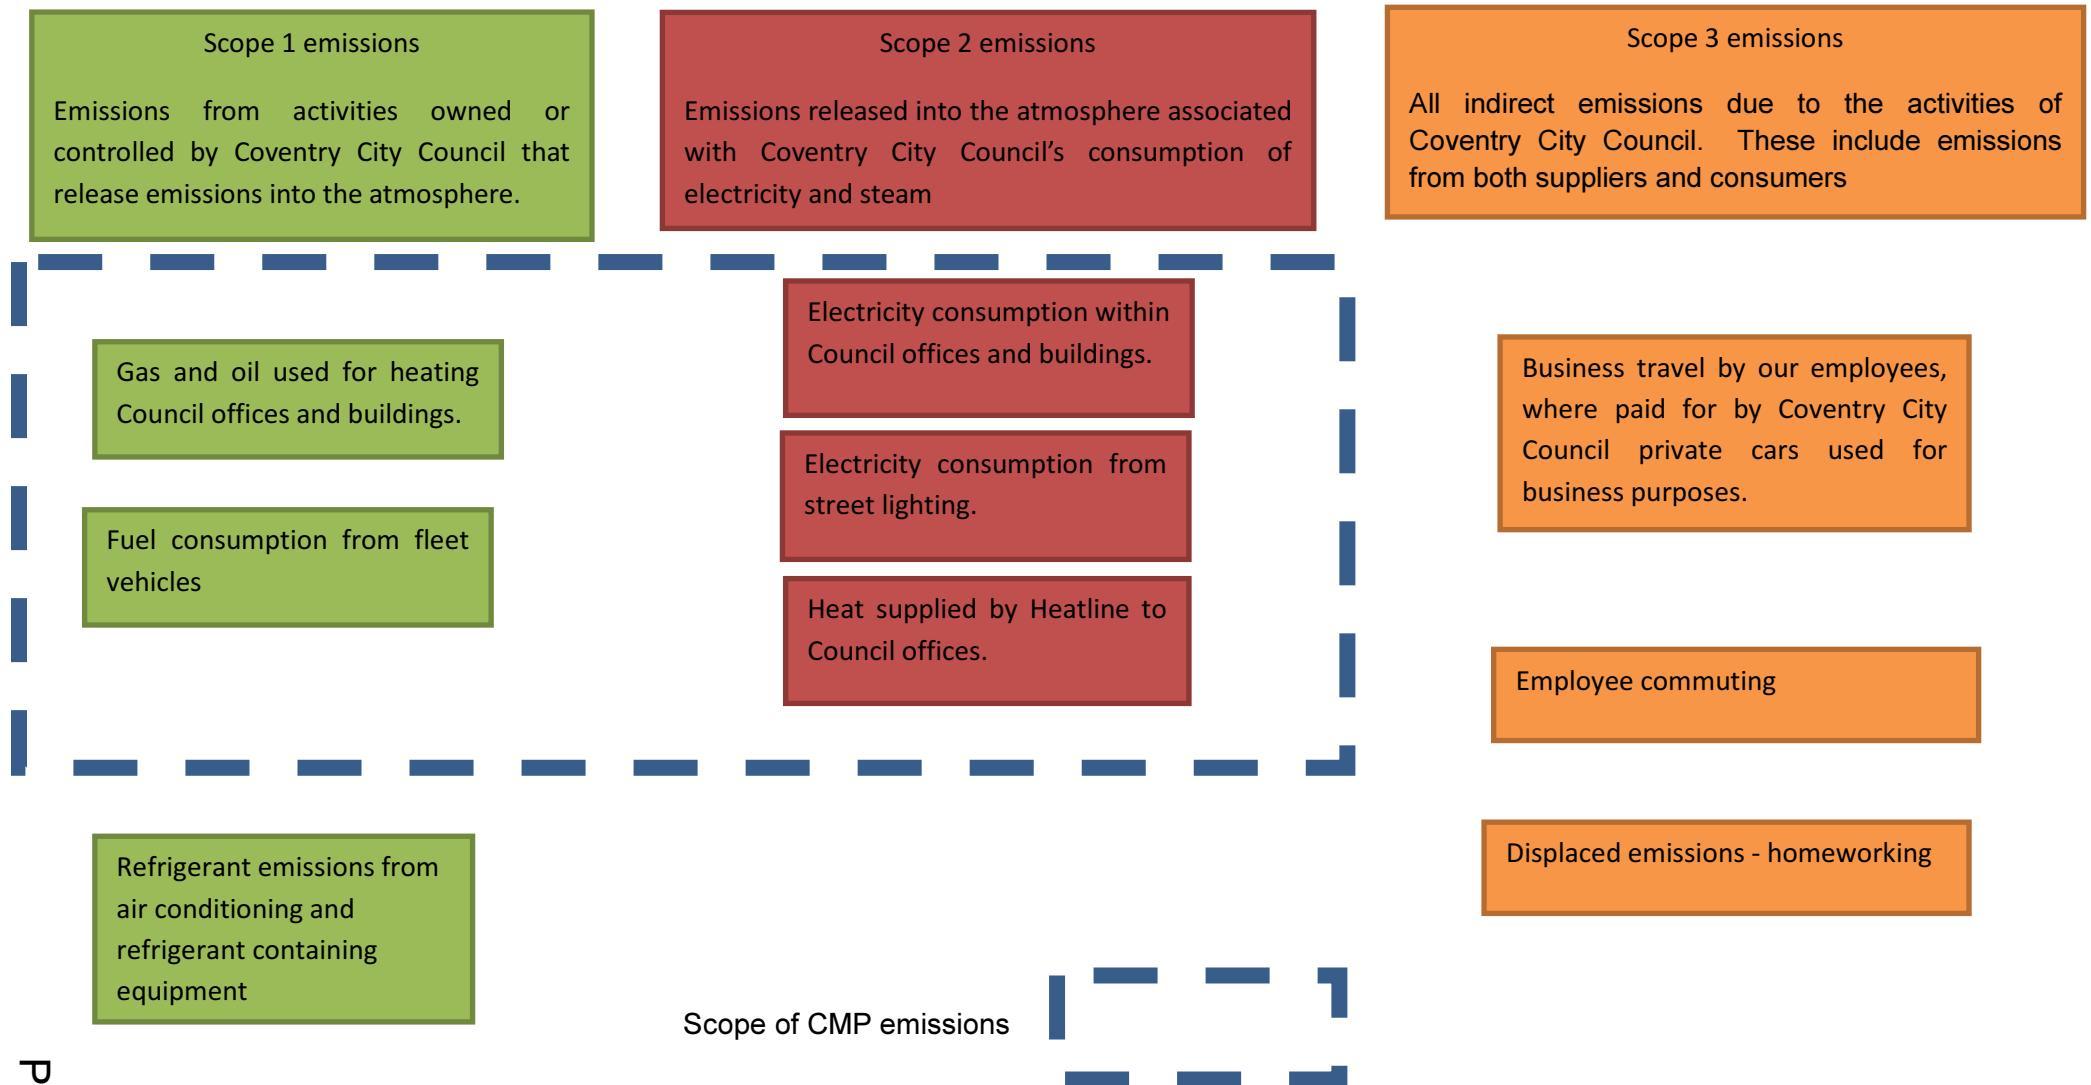 Scope 1 emissions
Emissions from activities owned or
controlled by Coventry City Council that
release emissions into the atmosphere.
Scope 2 emissions
Emissions released into the atmosphere associated
with Coventry City Council’s consumption of
electricity and steam
Scope 3 emissions
All indirect emissions due to the activities of
Coventry City Council. These include emissions
from both suppliers and consumers
Gas and oil used for heating
Council offices and buildings.
Fuel consumption from fleet
vehicles
Refrigerant emissions from
air conditioning and
refrigerant containing
equipment
Electricity consumption within
Council offices and buildings.
Electricity consumption from
street lighting.
Heat supplied by Heatline to
Council offices.
Business travel by our employees,
where paid for by Coventry City
Council private cars used for
business purposes.
Employee commuting
Displaced emissions - homeworking
Scope of CMP emissions
P